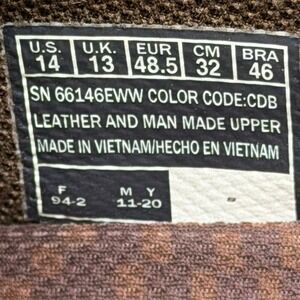 U.S. U.K. EUR CM BRA
14 13 48.5 32 46
SN 66146EWW COLOR CODE:CDB
LEATHER AND MAN MADE UPPER
MADE IN VIETNAM/HECHO EN VIETNAM
F M Y
94-2 11-20